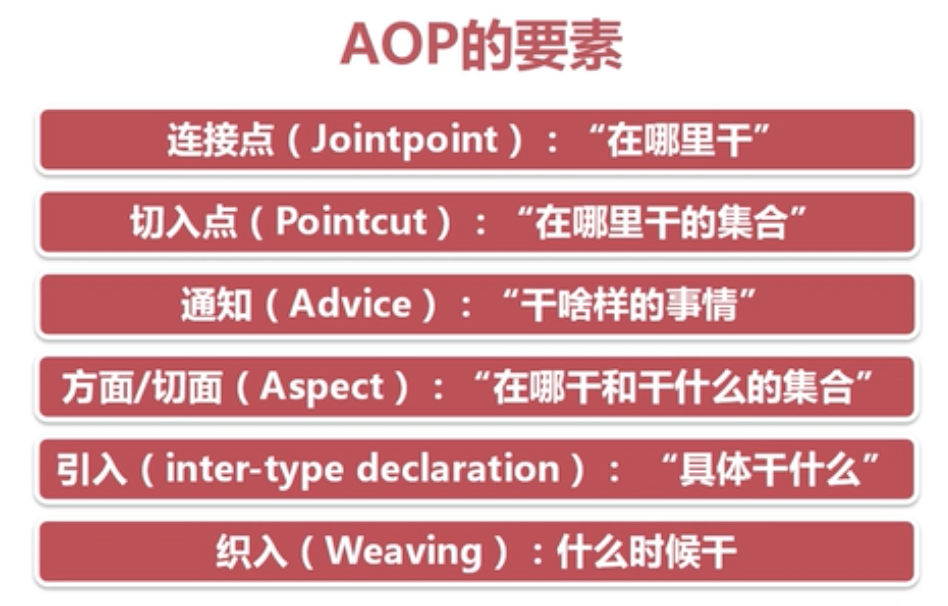 AOP的要素
连接点（Jointpoint）：“在哪里干”
切入点（Pointcut）：“在哪里干的集合”
通知（Advice）：“干啥样的事情”
方面/切面（Aspect）：“在哪干和干什么的集合”
引入（inter-type declaration）： “具体干什么”
织入（Weaving）：什么时候干